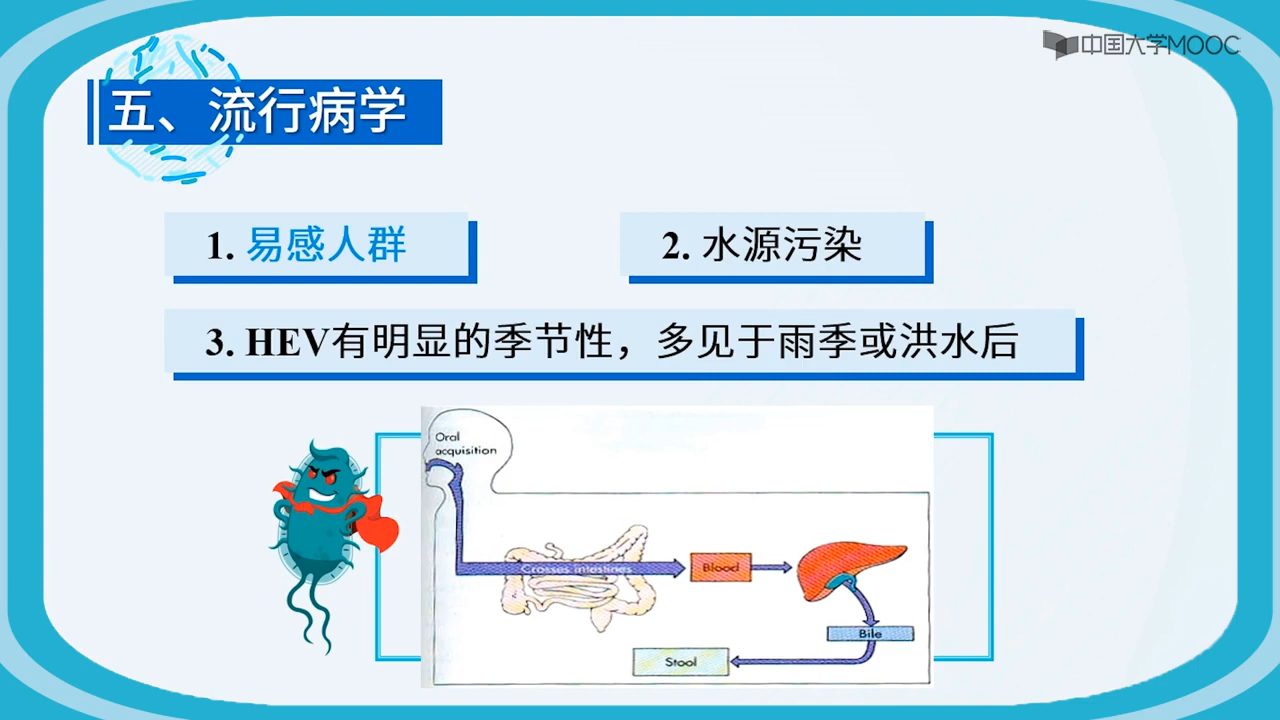 中国大学MOOC
五、流行病学
1. 易感人群
2. 水源污染
3. HEV有明显的季节性，多见于雨季或洪水后
Oral
acquisition
Crosses intestines
Blood
Bile
Stool